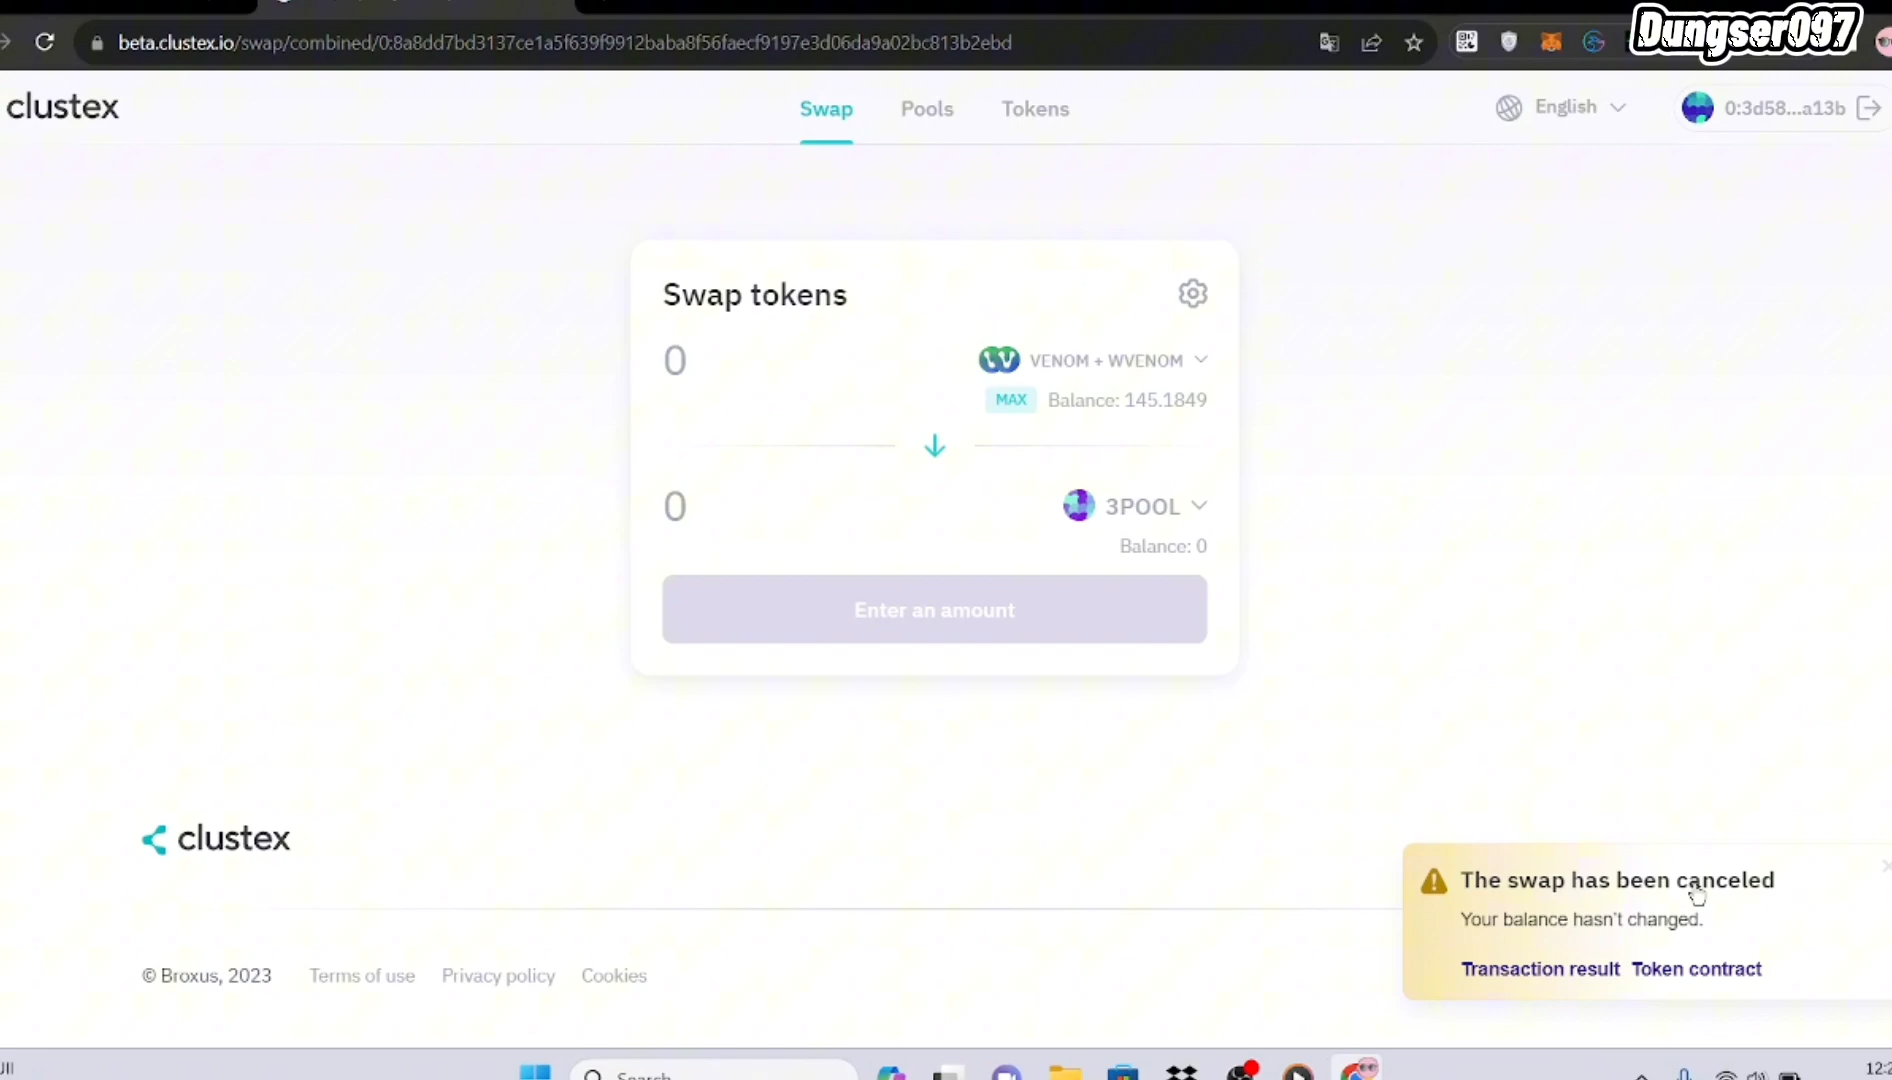 beta.clustex.io/swap/combined/0:8a8dd7bd3137ce1a5f639f9912baba8f56faecf9197e3d06da9a02bc813b2ebd
Dungser097
clustex
Swap
Pools
Tokens
English
0:3d58...a13b
Swap tokens
0
VENOM + WVENOM
MAX
Balance: 145.1849
0
3POOL
Balance: 0
Enter an amount
clustex
The swap has been canceled
Your balance hasn't changed.
Transaction result Token contract
© Broxus, 2023
Terms of use
Privacy policy
Cookies
Search